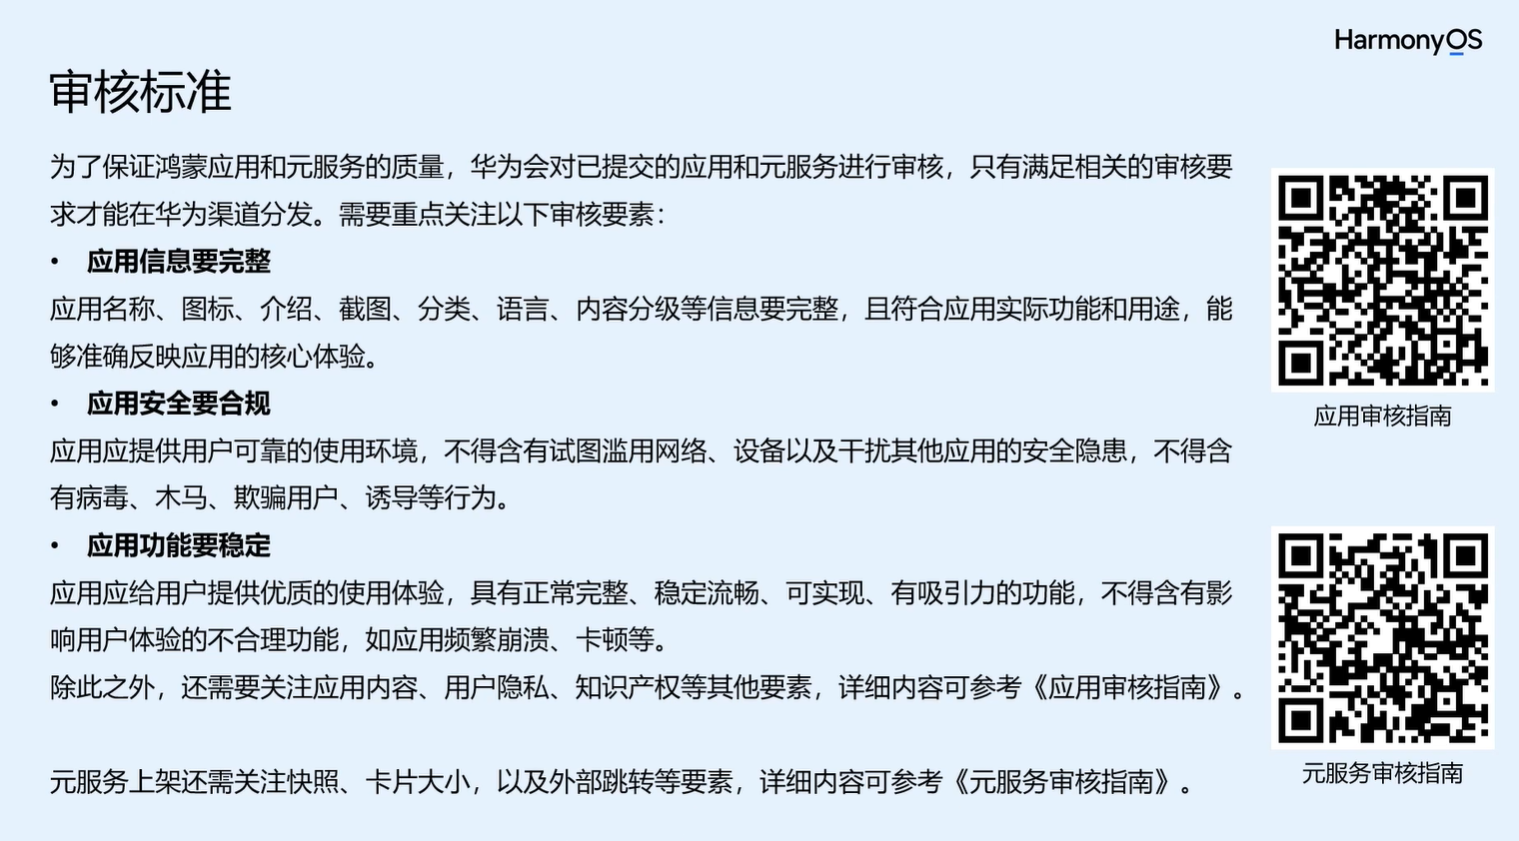 HarmonyOS
审核标准
为了保证鸿蒙应用和元服务的质量，华为会对已提交的应用和元服务进行审核，只有满足相关的审核要
求才能在华为渠道分发。需要重点关注以下审核要素：
• 应用信息要完整
应用名称、图标、介绍、截图、分类、语言、内容分级等信息要完整，且符合应用实际功能和用途，能
够准确反映应用的核心体验。
• 应用安全要合规
应用应提供用户可靠的使用环境，不得含有试图滥用网络、设备以及干扰其他应用的安全隐患，不得含
有病毒、木马、欺骗用户、诱导等行为。
• 应用功能要稳定
应用应给用户提供优质的使用体验，具有正常完整、稳定流畅、可实现、有吸引力的功能，不得含有影
响用户体验的不合理功能，如应用频繁崩溃、卡顿等。
除此之外，还需要关注应用内容、用户隐私、知识产权等其他要素，详细内容可参考《应用审核指南》。
元服务上架还需关注快照、卡片大小，以及外部跳转等要素，详细内容可参考《元服务审核指南》。
应用审核指南
元服务审核指南